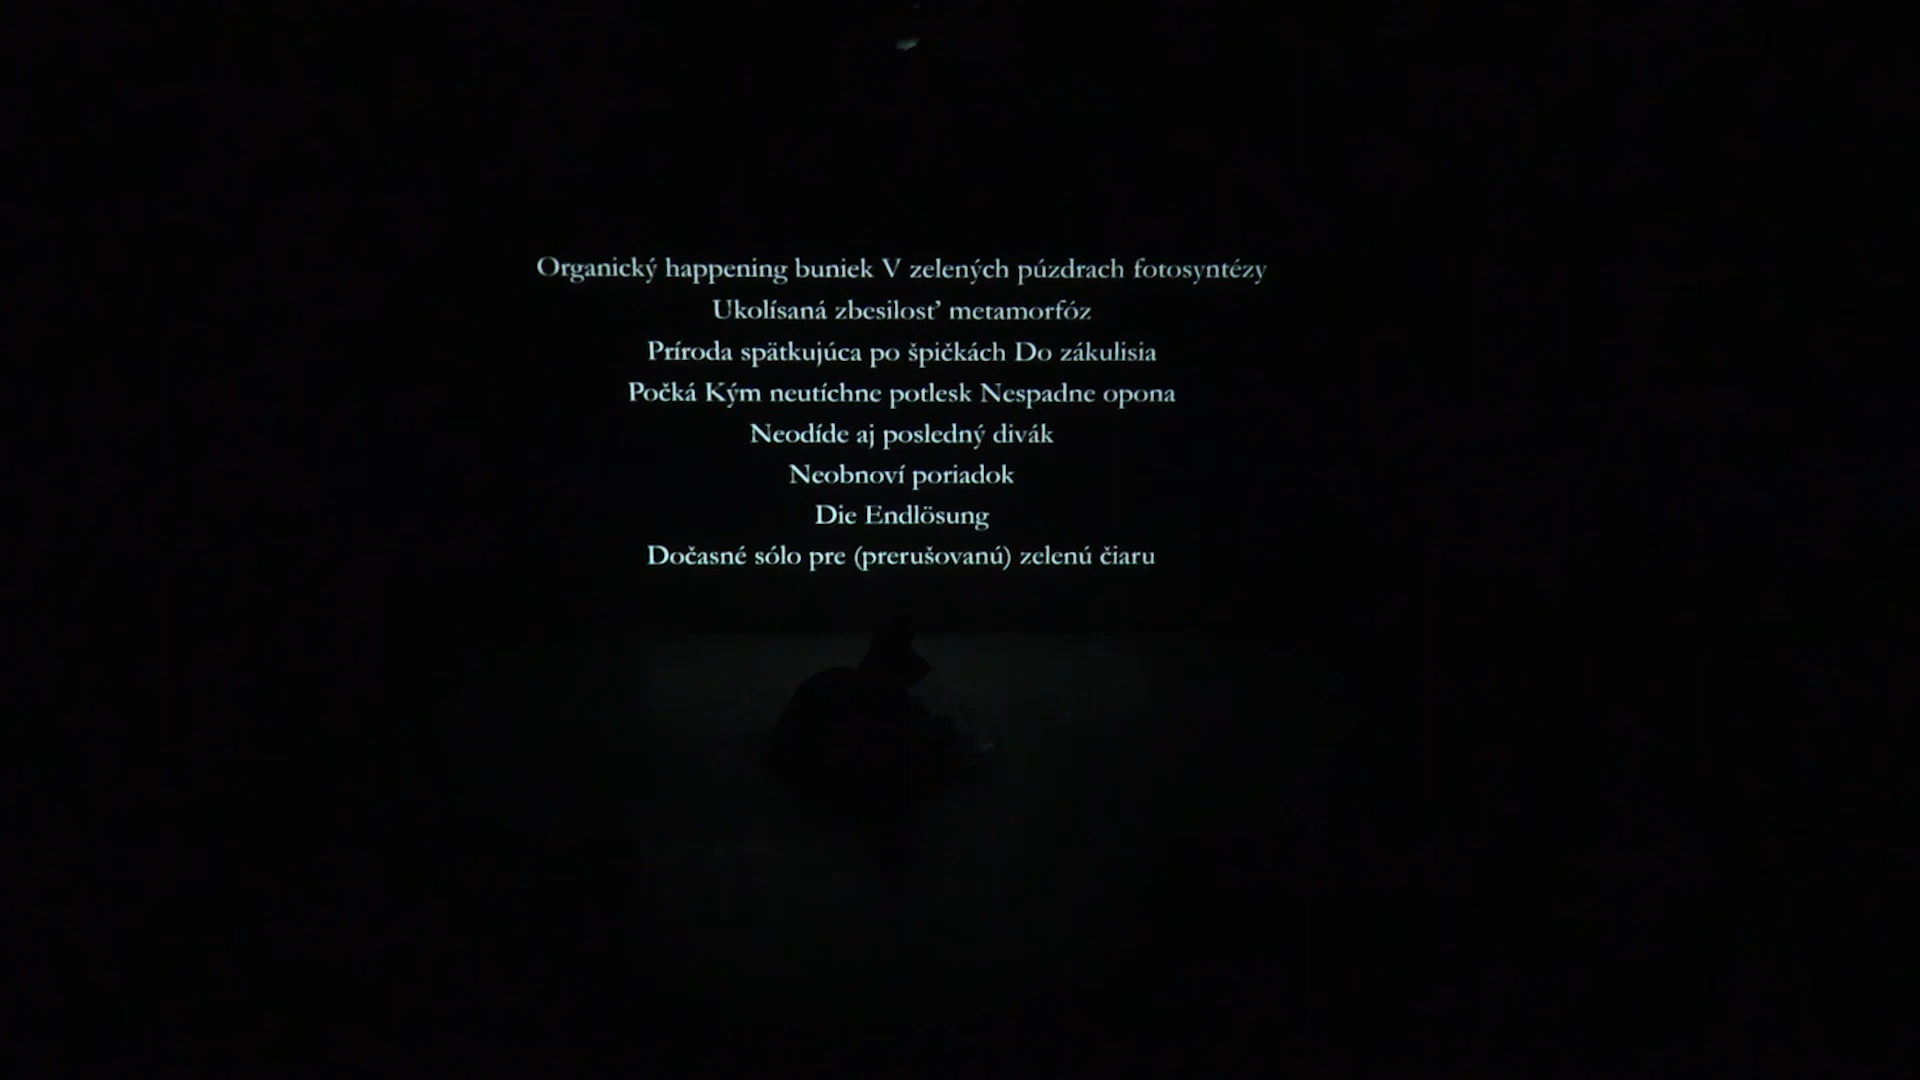 Organický happening buniek V zelených púzdrach fotosyntézy
Ukolísaná zbesilosť metamorfóz
Príroda spätkujúca po špičkách Do zákulisia
Počká Kým neutíchne potlesk Nespadne opona
Neodíde aj posledný divák
Neobnoví poriadok
Die Endlösung
Dočasné sólo pre (prerušovanú) zelenú čiaru